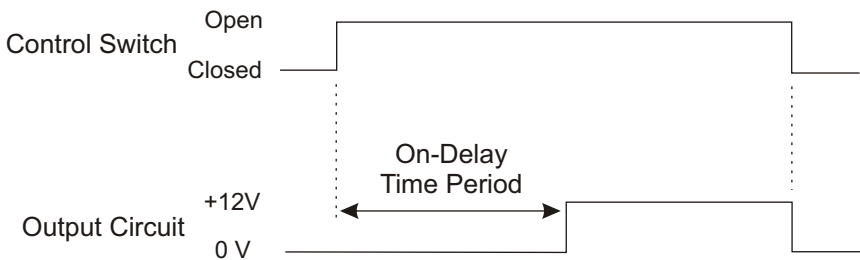 Open
Control Switch
Closed
On-Delay
Time Period
+12V
Output Circuit
0 V